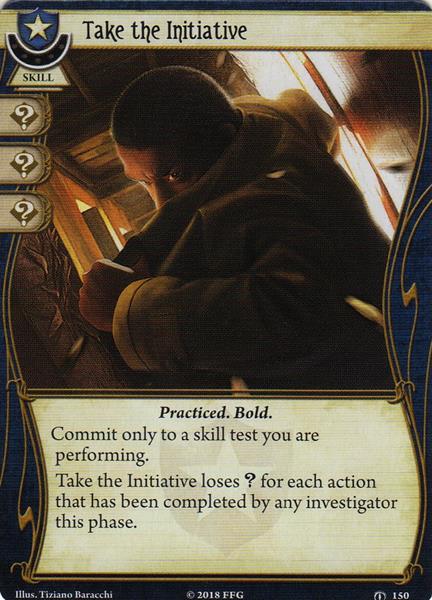 Take the Initiative
SKILL
?
?
?
Practiced. Bold.
Commit only to a skill test you are
performing.
Take the Initiative loses ? for each action
that has been completed by any investigator
this phase.
Illus. Tiziano Baracchi © 2018 FFG 150